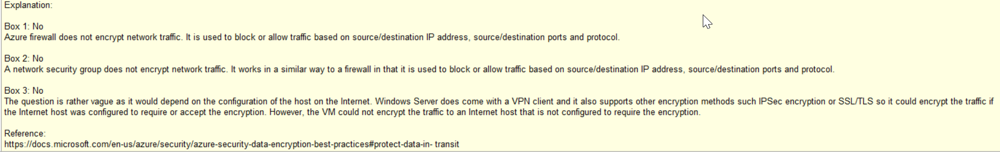 Explanation:
Box 1: No
Azure firewall does not encrypt network traffic. It is used to block or allow traffic based on source/destination IP address, source/destination ports and protocol.
Box 2: No
A network security group does not encrypt network traffic. It works in a similar way to a firewall in that it is used to block or allow traffic based on source/destination IP address, source/destination ports and protocol.
Box 3: No
The question is rather vague as it would depend on the configuration of the host on the Internet. Windows Server does come with a VPN client and it also supports other encryption methods such IPSec encryption or SSL/TLS so it could encrypt the traffic if
the Internet host was configured to require or accept the encryption. However, the VM could not encrypt the traffic to an Internet host that is not configured to require the encryption.
Reference:
https://docs.microsoft.com/en-us/azure/security/azure-security-data-encryption-best-practices#protect-data-in- transit